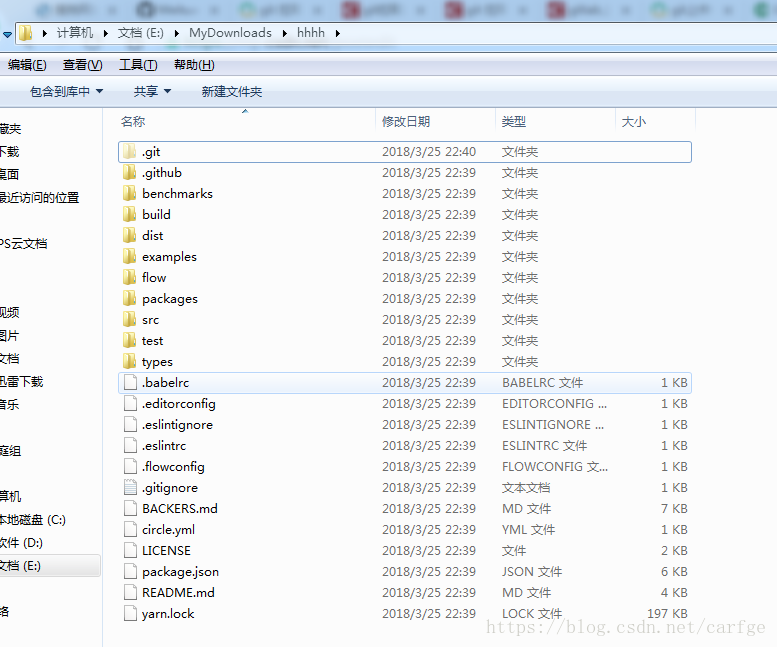 计算机 文档 (E:) MyDownloads hhhh
编辑(E) 查看(V) 工具(T) 帮助(H)
包含到库中 共享 新建文件夹
名称 修改日期 类型 大小
藏夹
下载
桌面
最近访问的位置
PS云文档
视频
图片
文档
迅雷下载
音乐
庭组
算机
本地磁盘 (C:)
软件 (D:)
文档 (E:)
络
.git 2018/3/25 22:40 文件夹
.github 2018/3/25 22:39 文件夹
benchmarks 2018/3/25 22:39 文件夹
build 2018/3/25 22:39 文件夹
dist 2018/3/25 22:39 文件夹
examples 2018/3/25 22:39 文件夹
flow 2018/3/25 22:39 文件夹
packages 2018/3/25 22:39 文件夹
src 2018/3/25 22:39 文件夹
test 2018/3/25 22:39 文件夹
types 2018/3/25 22:39 文件夹
.babelrc 2018/3/25 22:39 BABELRC 文件 1 KB
.editorconfig 2018/3/25 22:39 EDITORCONFIG ... 1 KB
.eslintignore 2018/3/25 22:39 ESLINTIGNORE ... 1 KB
.eslintrc 2018/3/25 22:39 ESLINTRC 文件 1 KB
.flowconfig 2018/3/25 22:39 FLOWCONFIG 文... 1 KB
.gitignore 2018/3/25 22:39 文本文档 1 KB
BACKERS.md 2018/3/25 22:39 MD 文件 7 KB
circle.yml 2018/3/25 22:39 YML 文件 1 KB
LICENSE 2018/3/25 22:39 文件 2 KB
package.json 2018/3/25 22:39 JSON 文件 6 KB
README.md 2018/3/25 22:39 MD 文件 4 KB
yarn.lock 2018/3/25 22:39 LOCK 文件 197 KB
https://blog.csdn.net/carfge